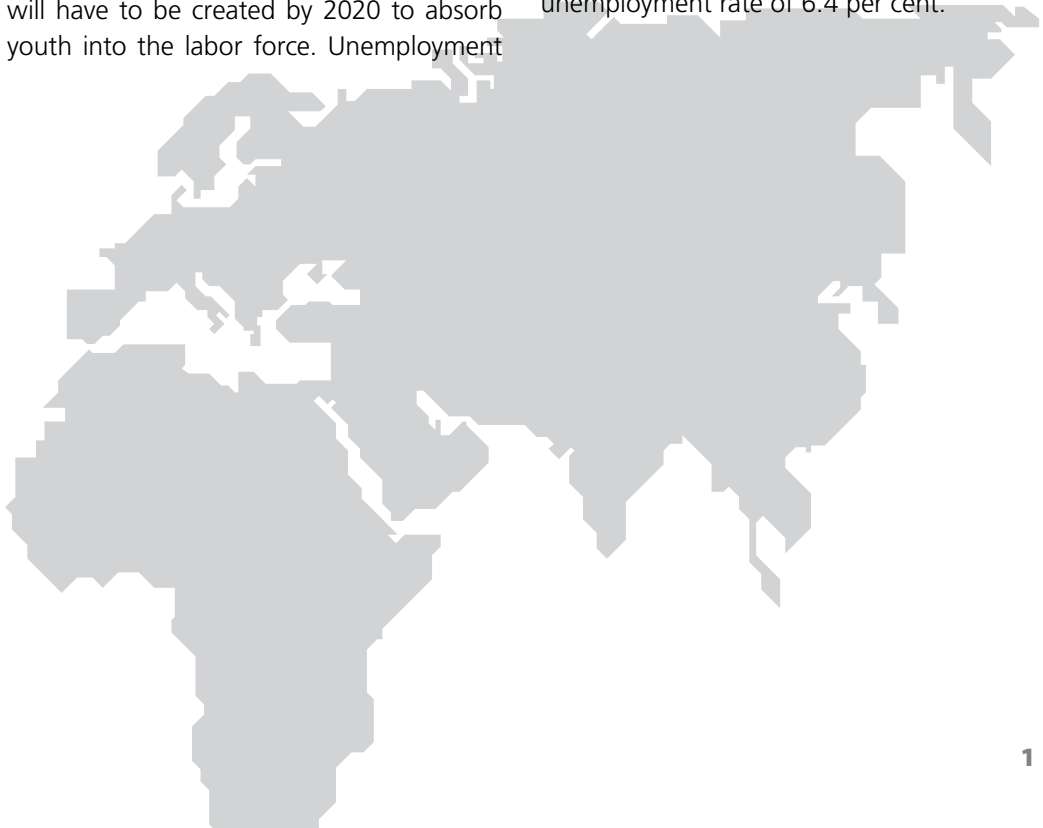 will have to be created by 2020 to absorb
youth into the labor force. Unemployment
unemployment rate of 6.4 per cent.
1